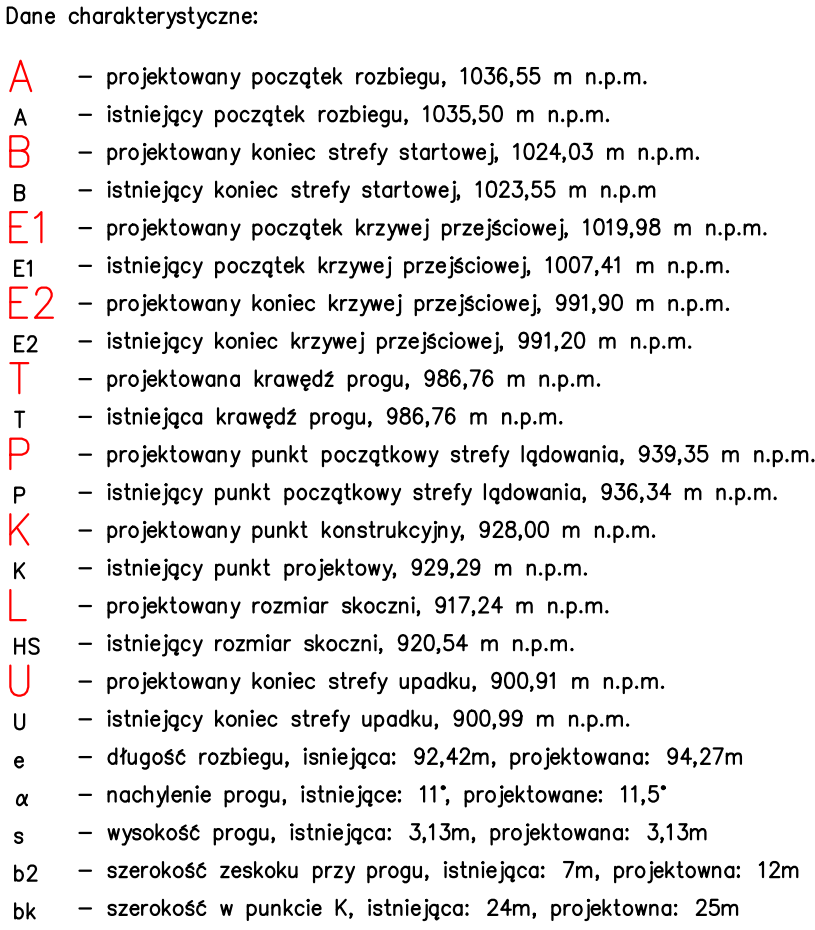 Dane charakterystyczne:
A – projektowany początek rozbiegu, 1036,55 m n.p.m.
A – istniejący początek rozbiegu, 1035,50 m n.p.m.
B – projektowany koniec strefy startowej, 1024,03 m n.p.m.
B – istniejący koniec strefy startowej, 1023,55 m n.p.m
E1 – projektowany początek krzywej przejściowej, 1019,98 m n.p.m.
E1 – istniejący początek krzywej przejściowej, 1007,41 m n.p.m.
E2 – projektowany koniec krzywej przejściowej, 991,90 m n.p.m.
E2 – istniejący koniec krzywej przejściowej, 991,20 m n.p.m.
T – projektowana krawędź progu, 986,76 m n.p.m.
T – istniejąca krawędź progu, 986,76 m n.p.m.
P – projektowany punkt początkowy strefy lądowania, 939,35 m n.p.m.
P – istniejący punkt początkowy strefy lądowania, 936,34 m n.p.m.
K – projektowany punkt konstrukcyjny, 928,00 m n.p.m.
K – istniejący punkt projektowy, 929,29 m n.p.m.
L – projektowany rozmiar skoczni, 917,24 m n.p.m.
HS – istniejący rozmiar skoczni, 920,54 m n.p.m.
U – projektowany koniec strefy upadku, 900,91 m n.p.m.
U – istniejący koniec strefy upadku, 900,99 m n.p.m.
e – długość rozbiegu, isniejąca: 92,42m, projektowana: 94,27m
α – nachylenie progu, istniejące: 11°, projektowane: 11,5°
s – wysokość progu, istniejąca: 3,13m, projektowana: 3,13m
b2 – szerokość zeskoku przy progu, istniejąca: 7m, projektowna: 12m
bk – szerokość w punkcie K, istniejąca: 24m, projektowna: 25m